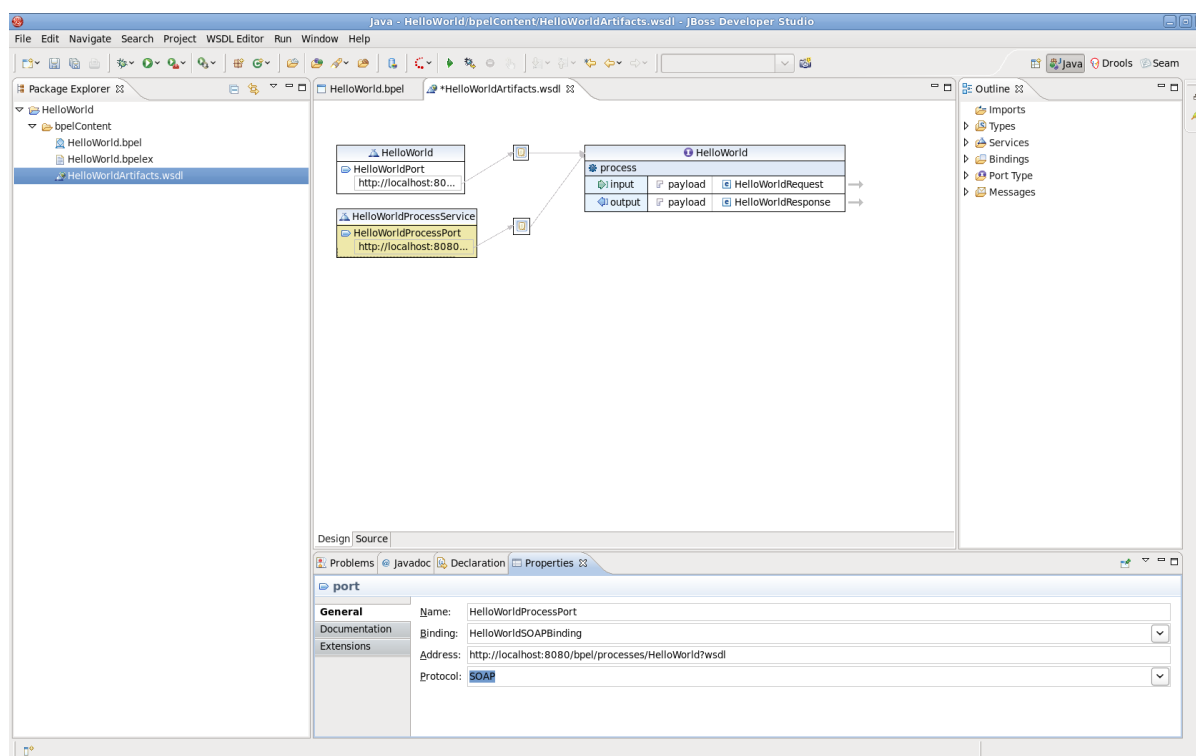 Java - HelloWorld/bpelContent/HelloWorldArtifacts.wsdl - JBoss Developer Studio
File Edit Navigate Search Project WSDL Editor Run Window Help
Java Drools Seam
Package Explorer
HelloWorld.bpel *HelloWorldArtifacts.wsdl
Outline
HelloWorld
bpelContent
HelloWorld.bpel
HelloWorld.bpelex
HelloWorldArtifacts.wsdl
HelloWorld
HelloWorldPort
http://localhost:80...
HelloWorldProcessService
HelloWorldProcessPort
http://localhost:8080...
HelloWorld
process
input payload HelloWorldRequest
output payload HelloWorldResponse
Imports
Types
Services
Bindings
Port Type
Messages
Design Source
Problems Javadoc Declaration Properties
port
General
Documentation
Extensions
Name: HelloWorldProcessPort
Binding: HelloWorldSOAPBinding
Address: http://localhost:8080/bpel/processes/HelloWorld?wsdl
Protocol: SOAP